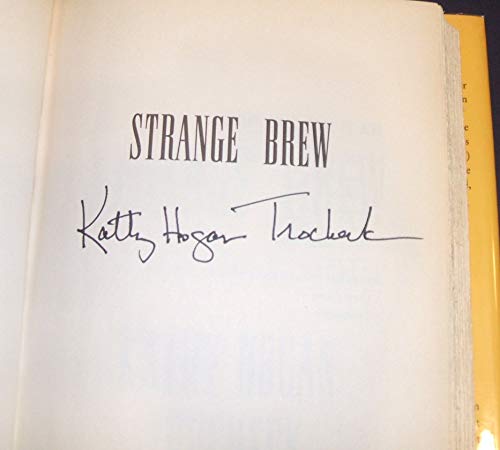 STRANGE BREW
Kathy Hogan Trocheck